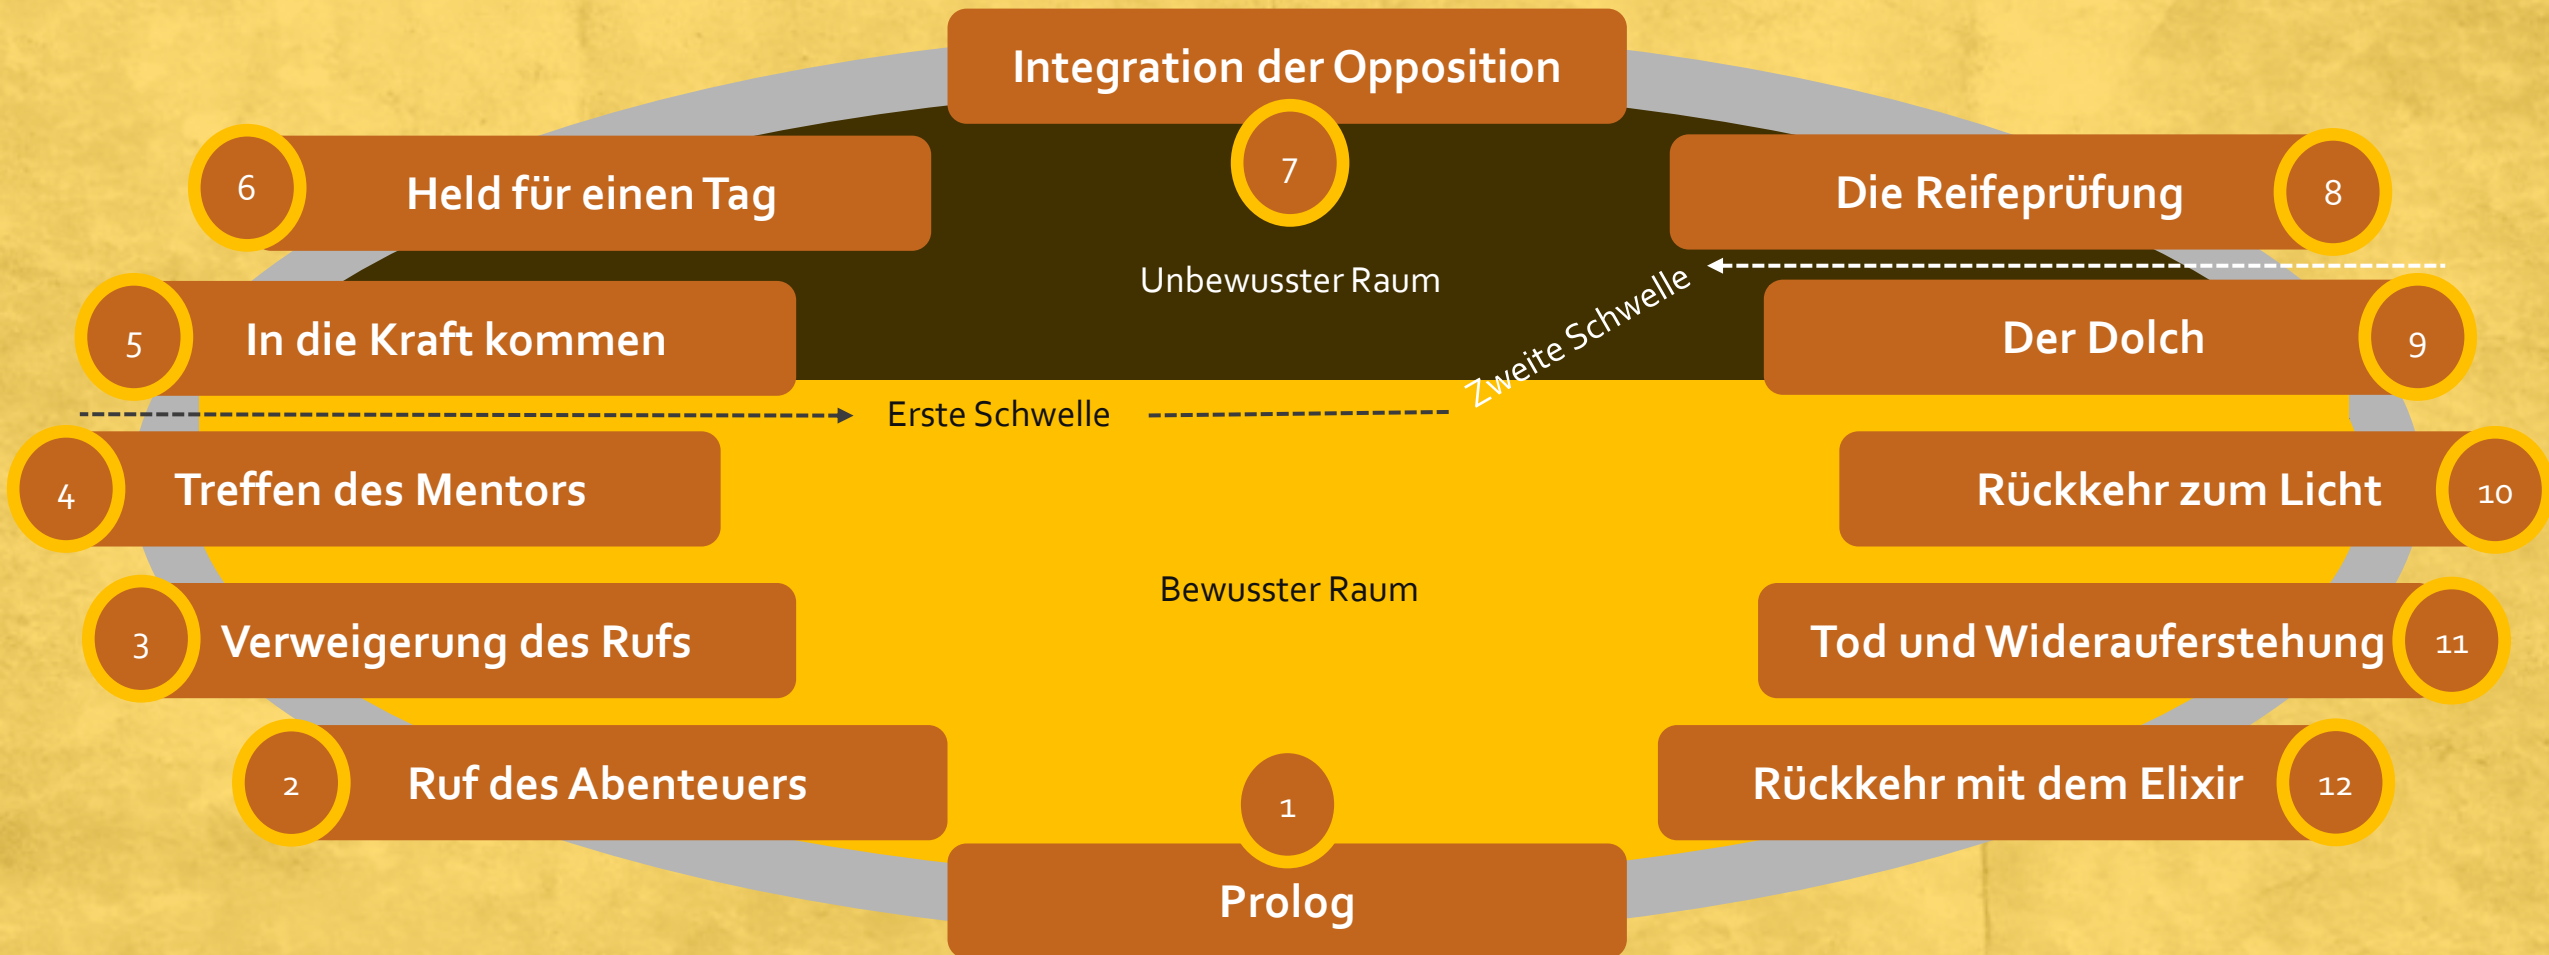 Integration der Opposition
7
6
Held für einen Tag
Die Reifeprüfung
8
Unbewusster Raum
5
In die Kraft kommen
Zweite Schwelle
Der Dolch
9
Erste Schwelle
4
Treffen des Mentors
Rückkehr zum Licht
10
Bewusster Raum
3
Verweigerung des Rufs
Tod und Widerauferstehung
11
2
Ruf des Abenteuers
1
Rückkehr mit dem Elixir
12
Prolog